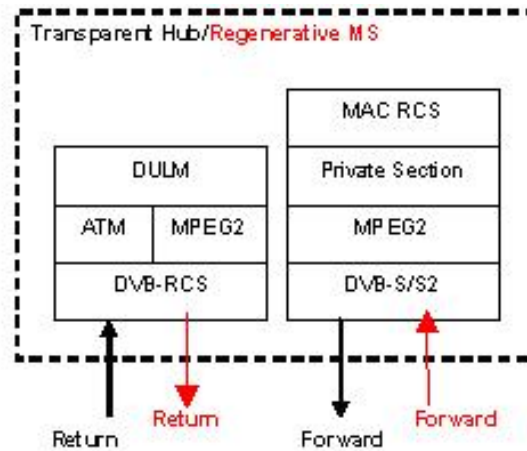 Transparent Hub/Regenerative MS
MAC RCS
DULM
Private Section
ATM
MPEG2
MPEG2
DVB-RCS
DVB-S/S2
Return
Return
Forward
Forward